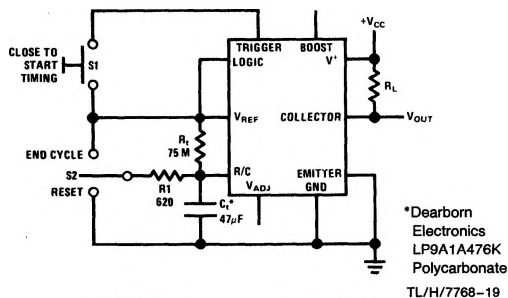 CLOSE TO
START
TIMING
S1
TRIGGER
BOOST
LOGIC
V+
+VCC
RL
VREF
COLLECTOR
VOUT
END CYCLE
Rt
75 M
S2
RESET
R1
620
R/C
VADJ
EMITTER
GND
Ct*
47μF
*Dearborn
Electronics
LP9A1A476K
Polycarbonate
TL/H/7768–19